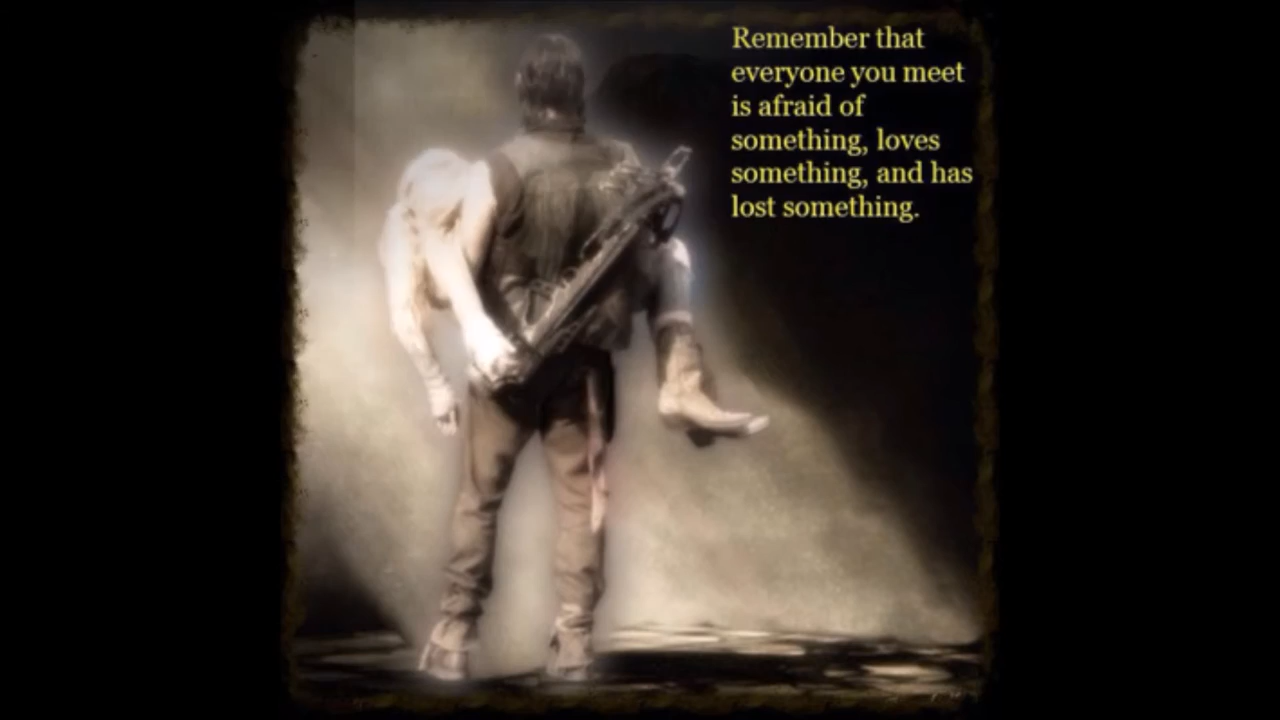 Remember that
everyone you meet
is afraid of
something, loves
something, and has
lost something.